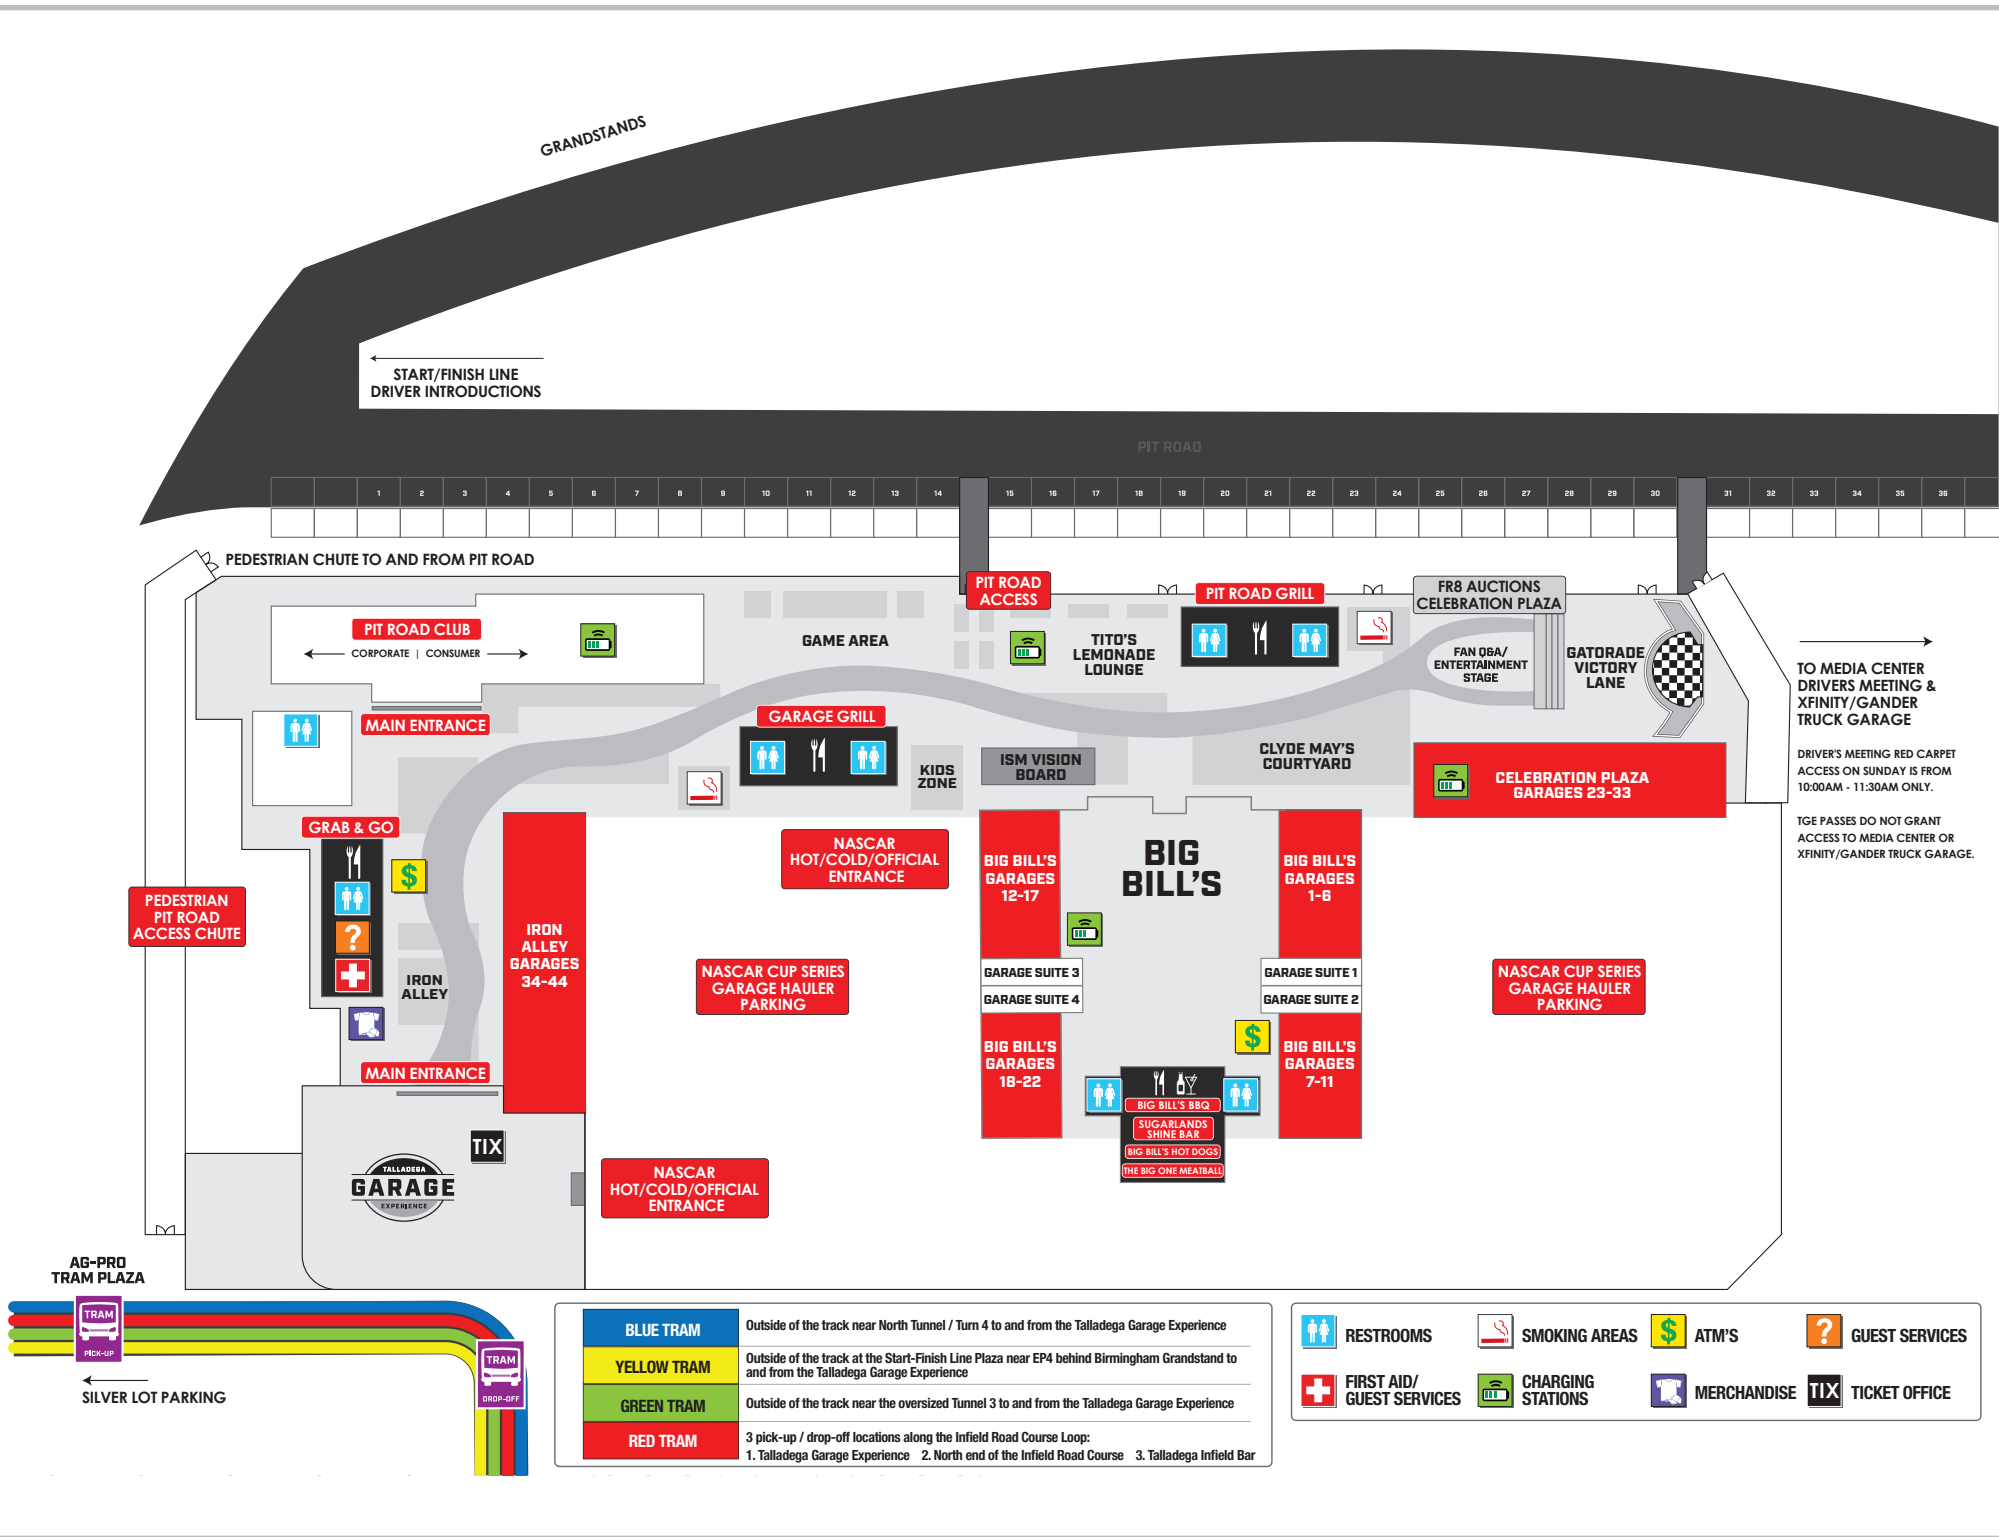 GRANDSTANDS
START/FINISH LINE
DRIVER INTRODUCTIONS
PIT ROAD
1 2 3 4 5 6 7 8 9 10 11 12 13 14 15 16 17 18 19 20 21 22 23 24 25 26 27 28 29 30 31 32 33 34 35 36
PEDESTRIAN CHUTE TO AND FROM PIT ROAD
PIT ROAD
ACCESS
PIT ROAD GRILL
FR8 AUCTIONS
CELEBRATION PLAZA
PIT ROAD CLUB
CORPORATE | CONSUMER
GAME AREA
TITO'S
LEMONADE
LOUNGE
FAN Q&A/
ENTERTAINMENT
STAGE
GATORADE
VICTORY
LANE
TO MEDIA CENTER
DRIVERS MEETING &
XFINITY/GANDER
TRUCK GARAGE
DRIVER'S MEETING RED CARPET
ACCESS ON SUNDAY IS FROM
10:00AM - 11:30AM ONLY.
TGE PASSES DO NOT GRANT
ACCESS TO MEDIA CENTER OR
XFINITY/GANDER TRUCK GARAGE.
MAIN ENTRANCE
GARAGE GRILL
KIDS
ZONE
ISM VISION
BOARD
CLYDE MAY'S
COURTYARD
CELEBRATION PLAZA
GARAGES 23-33
GRAB & GO
$
?
PEDESTRIAN
PIT ROAD
ACCESS CHUTE
IRON
ALLEY
IRON
ALLEY
GARAGES
34-44
NASCAR
HOT/COLD/OFFICIAL
ENTRANCE
NASCAR CUP SERIES
GARAGE HAULER
PARKING
BIG BILL'S
GARAGES
12-17
BIG
BILL'S
BIG BILL'S
GARAGES
1-6
GARAGE SUITE 3
GARAGE SUITE 4
GARAGE SUITE 1
GARAGE SUITE 2
BIG BILL'S
GARAGES
18-22
$
BIG BILL'S
GARAGES
7-11
NASCAR CUP SERIES
GARAGE HAULER
PARKING
BIG BILL'S BBQ
SUGARLANDS
SHINE BAR
BIG BILL'S HOT DOGS
THE BIG ONE MEATBALL
MAIN ENTRANCE
TIX
TALLADEGA
GARAGE
EXPERIENCE
NASCAR
HOT/COLD/OFFICIAL
ENTRANCE
AG-PRO
TRAM PLAZA
TRAM
PICK-UP
TRAM
DROP-OFF
SILVER LOT PARKING
BLUE TRAM
Outside of the track near North Tunnel / Turn 4 to and from the Talladega Garage Experience
YELLOW TRAM
Outside of the track at the Start-Finish Line Plaza near EP4 behind Birmingham Grandstand to
and from the Talladega Garage Experience
GREEN TRAM
Outside of the track near the oversized Tunnel 3 to and from the Talladega Garage Experience
RED TRAM
3 pick-up / drop-off locations along the Infield Road Course Loop:
1. Talladega Garage Experience 2. North end of the Infield Road Course 3. Talladega Infield Bar
RESTROOMS
SMOKING AREAS
$ ATM'S
? GUEST SERVICES
FIRST AID/
GUEST SERVICES
CHARGING
STATIONS
MERCHANDISE
TIX TICKET OFFICE